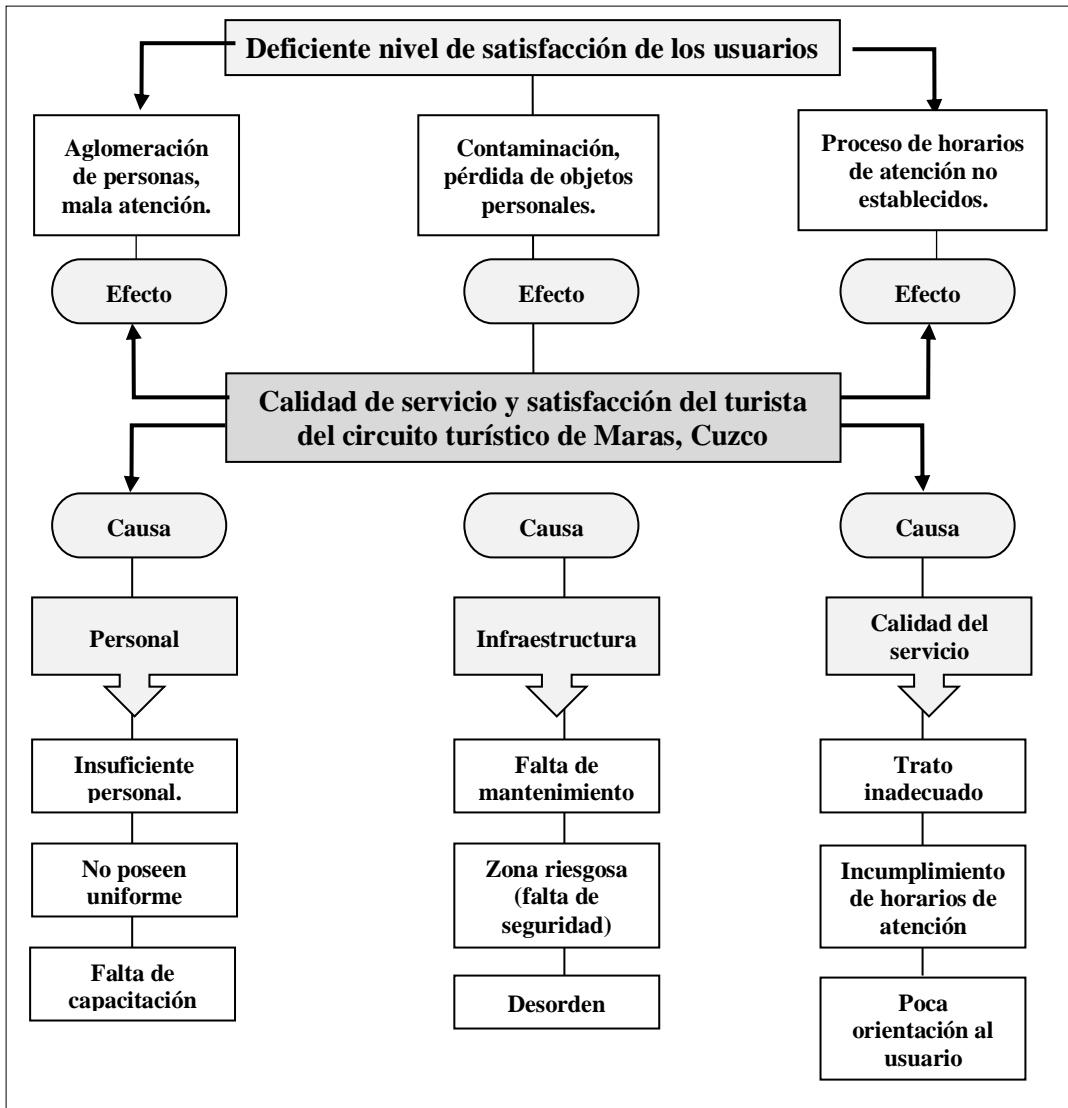 Deficiente nivel de satisfacción de los usuarios
Aglomeración
de personas,
mala atención.
Contaminación,
pérdida de objetos
personales.
Proceso de horarios
de atención no
establecidos.
Efecto
Efecto
Efecto
Calidad de servicio y satisfacción del turista
del circuito turístico de Maras, Cuzco
Causa
Causa
Causa
Personal
Infraestructura
Calidad del
servicio
Insuficiente
personal.
Falta de
mantenimiento
Trato
inadecuado
No poseen
uniforme
Zona riesgosa
(falta de
seguridad)
Incumplimiento
de horarios de
atención
Falta de
capacitación
Desorden
Poca
orientación al
usuario